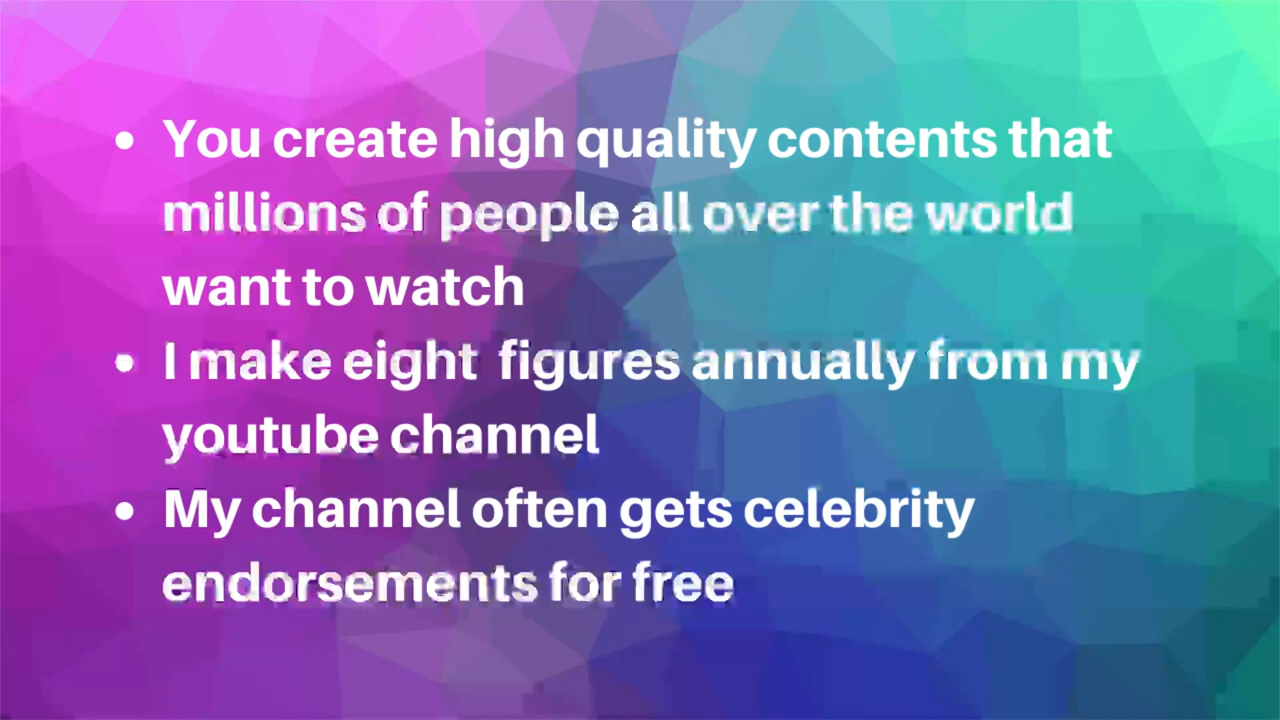 • You create high quality contents that
millions of people all over the world
want to watch
• I make eight  figures annually from my
youtube channel
• My channel often gets celebrity
endorsements for free